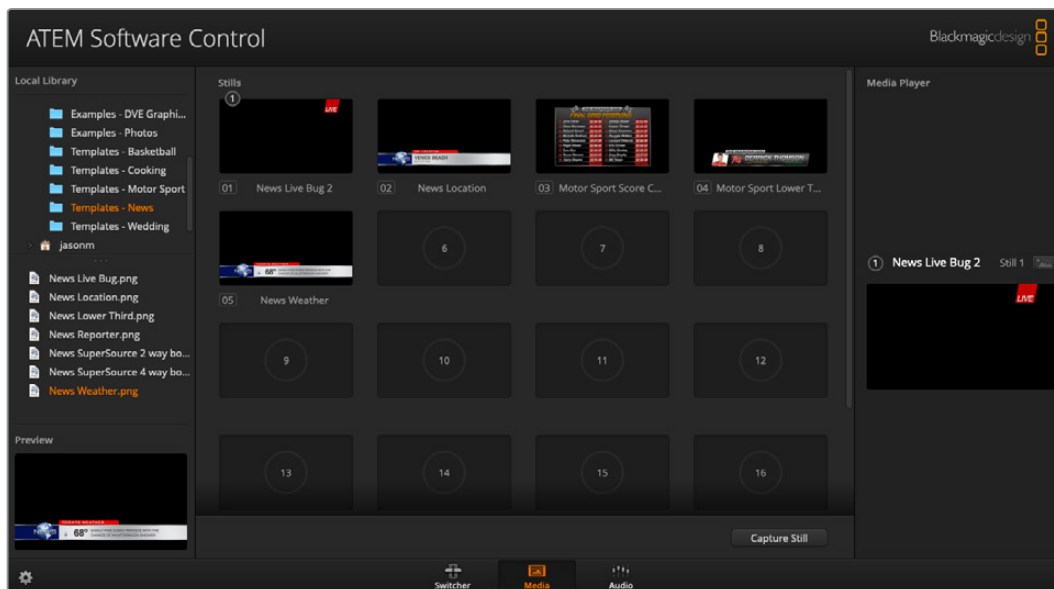 ATEM Software Control
Blackmagicdesign
Local Library
Examples - DVE Graphi...
Examples - Photos
Templates - Basketball
Templates - Cooking
Templates - Motor Sport
Templates - News
Templates - Wedding
jasonm
News Live Bug.png
News Location.png
News Lower Third.png
News Reporter.png
News SuperSource 2 way bo...
News SuperSource 4 way bo...
News Weather.png
Preview
NEWS
68°
Stills
1
LIVE
01 News Live Bug 2
VENICE BEACH
02 News Location
03 Motor Sport Score C...
04 Motor Sport Lower T...
68°
05 News Weather
6
7
8
9
10
11
12
13
14
15
16
Capture Still
Media Player
1 News Live Bug 2 Still 1
LIVE
Switcher
Media
Audio